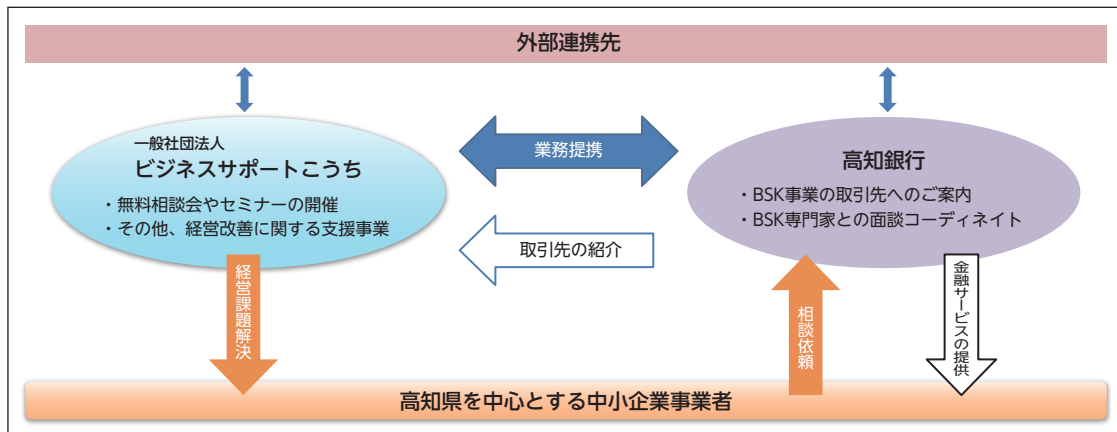 外部連携先
一般社団法人
ビジネスサポートこうち
・無料相談会やセミナーの開催
・その他、経営改善に関する支援事業
業務提携
取引先の紹介
高知銀行
・BSK事業の取引先へのご案内
・BSK専門家との面談コーディネイト
経営課題解決
相談依頼
金融サービスの提供
高知県を中心とする中小企業事業者